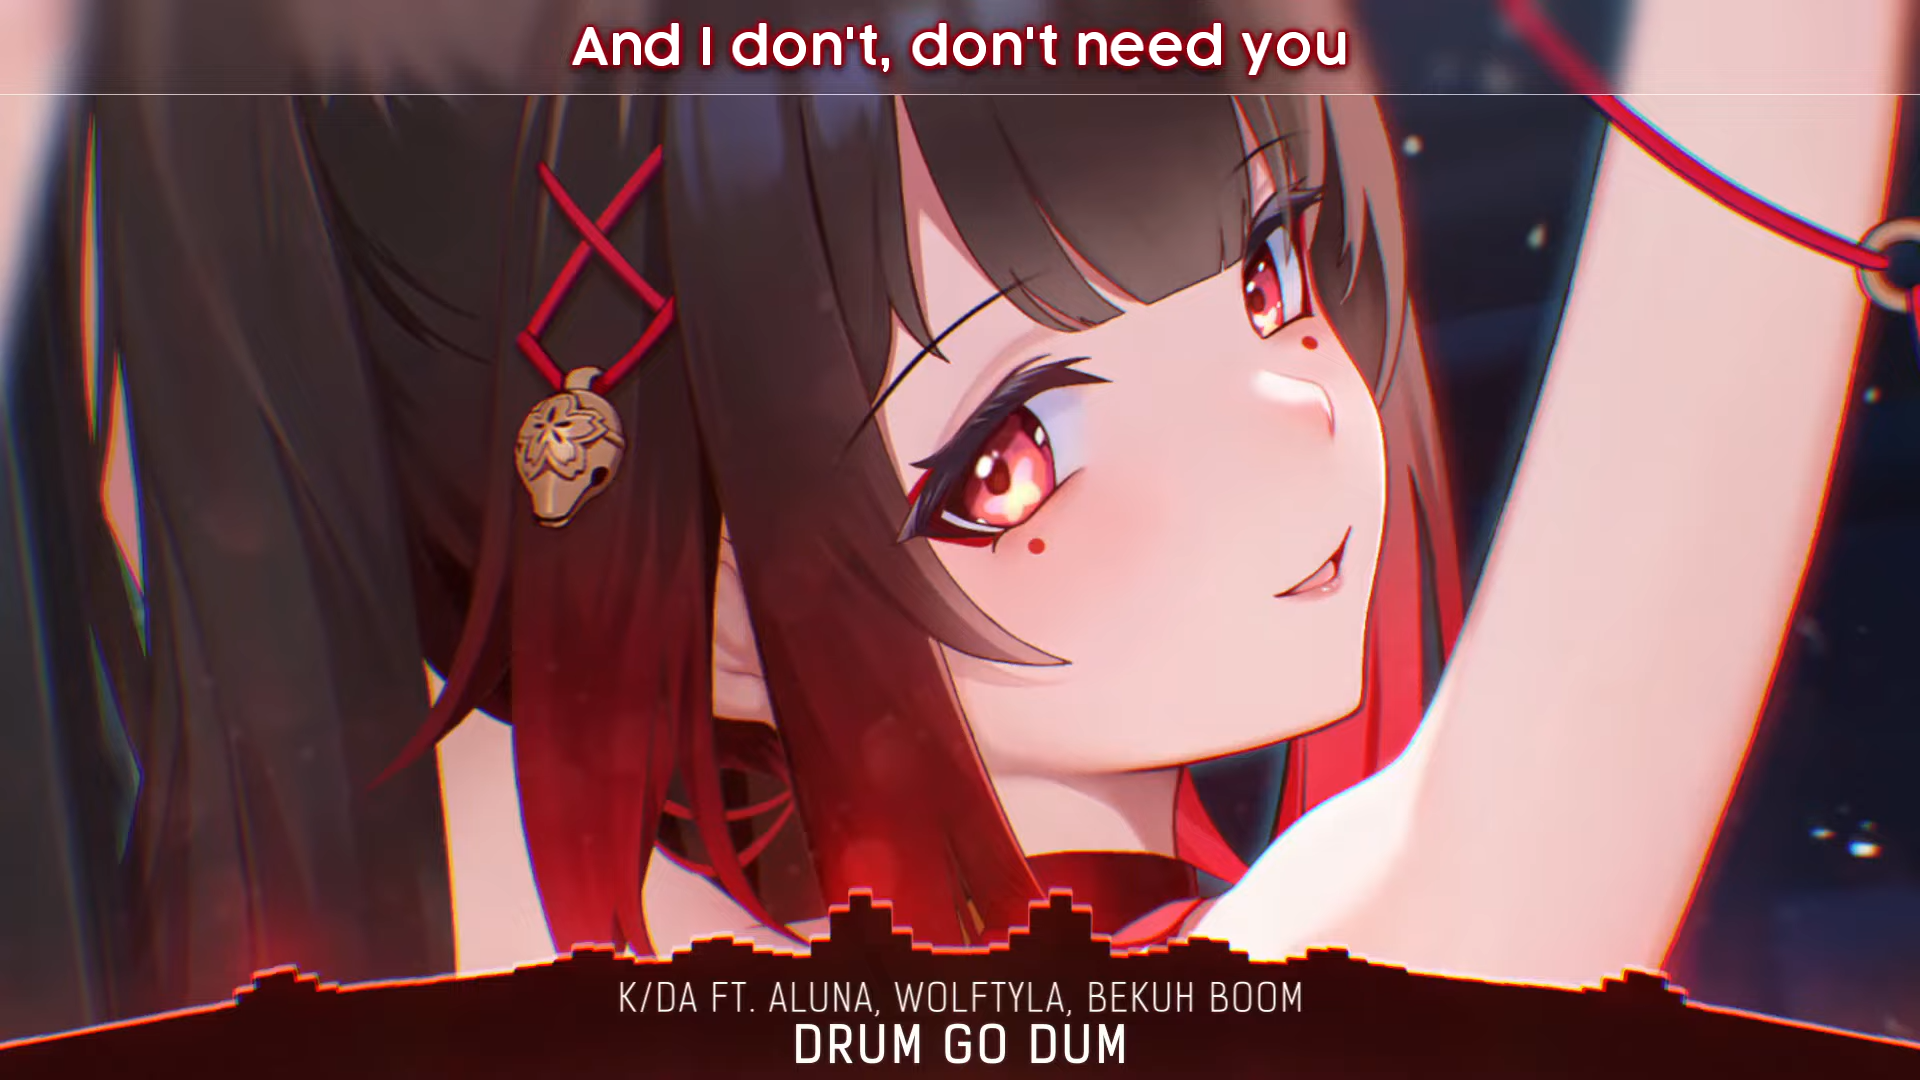 And I don't, don't need you
K/DA FT. ALUNA, WOLFTYLA, BEKUH BOOM
DRUM GO DUM